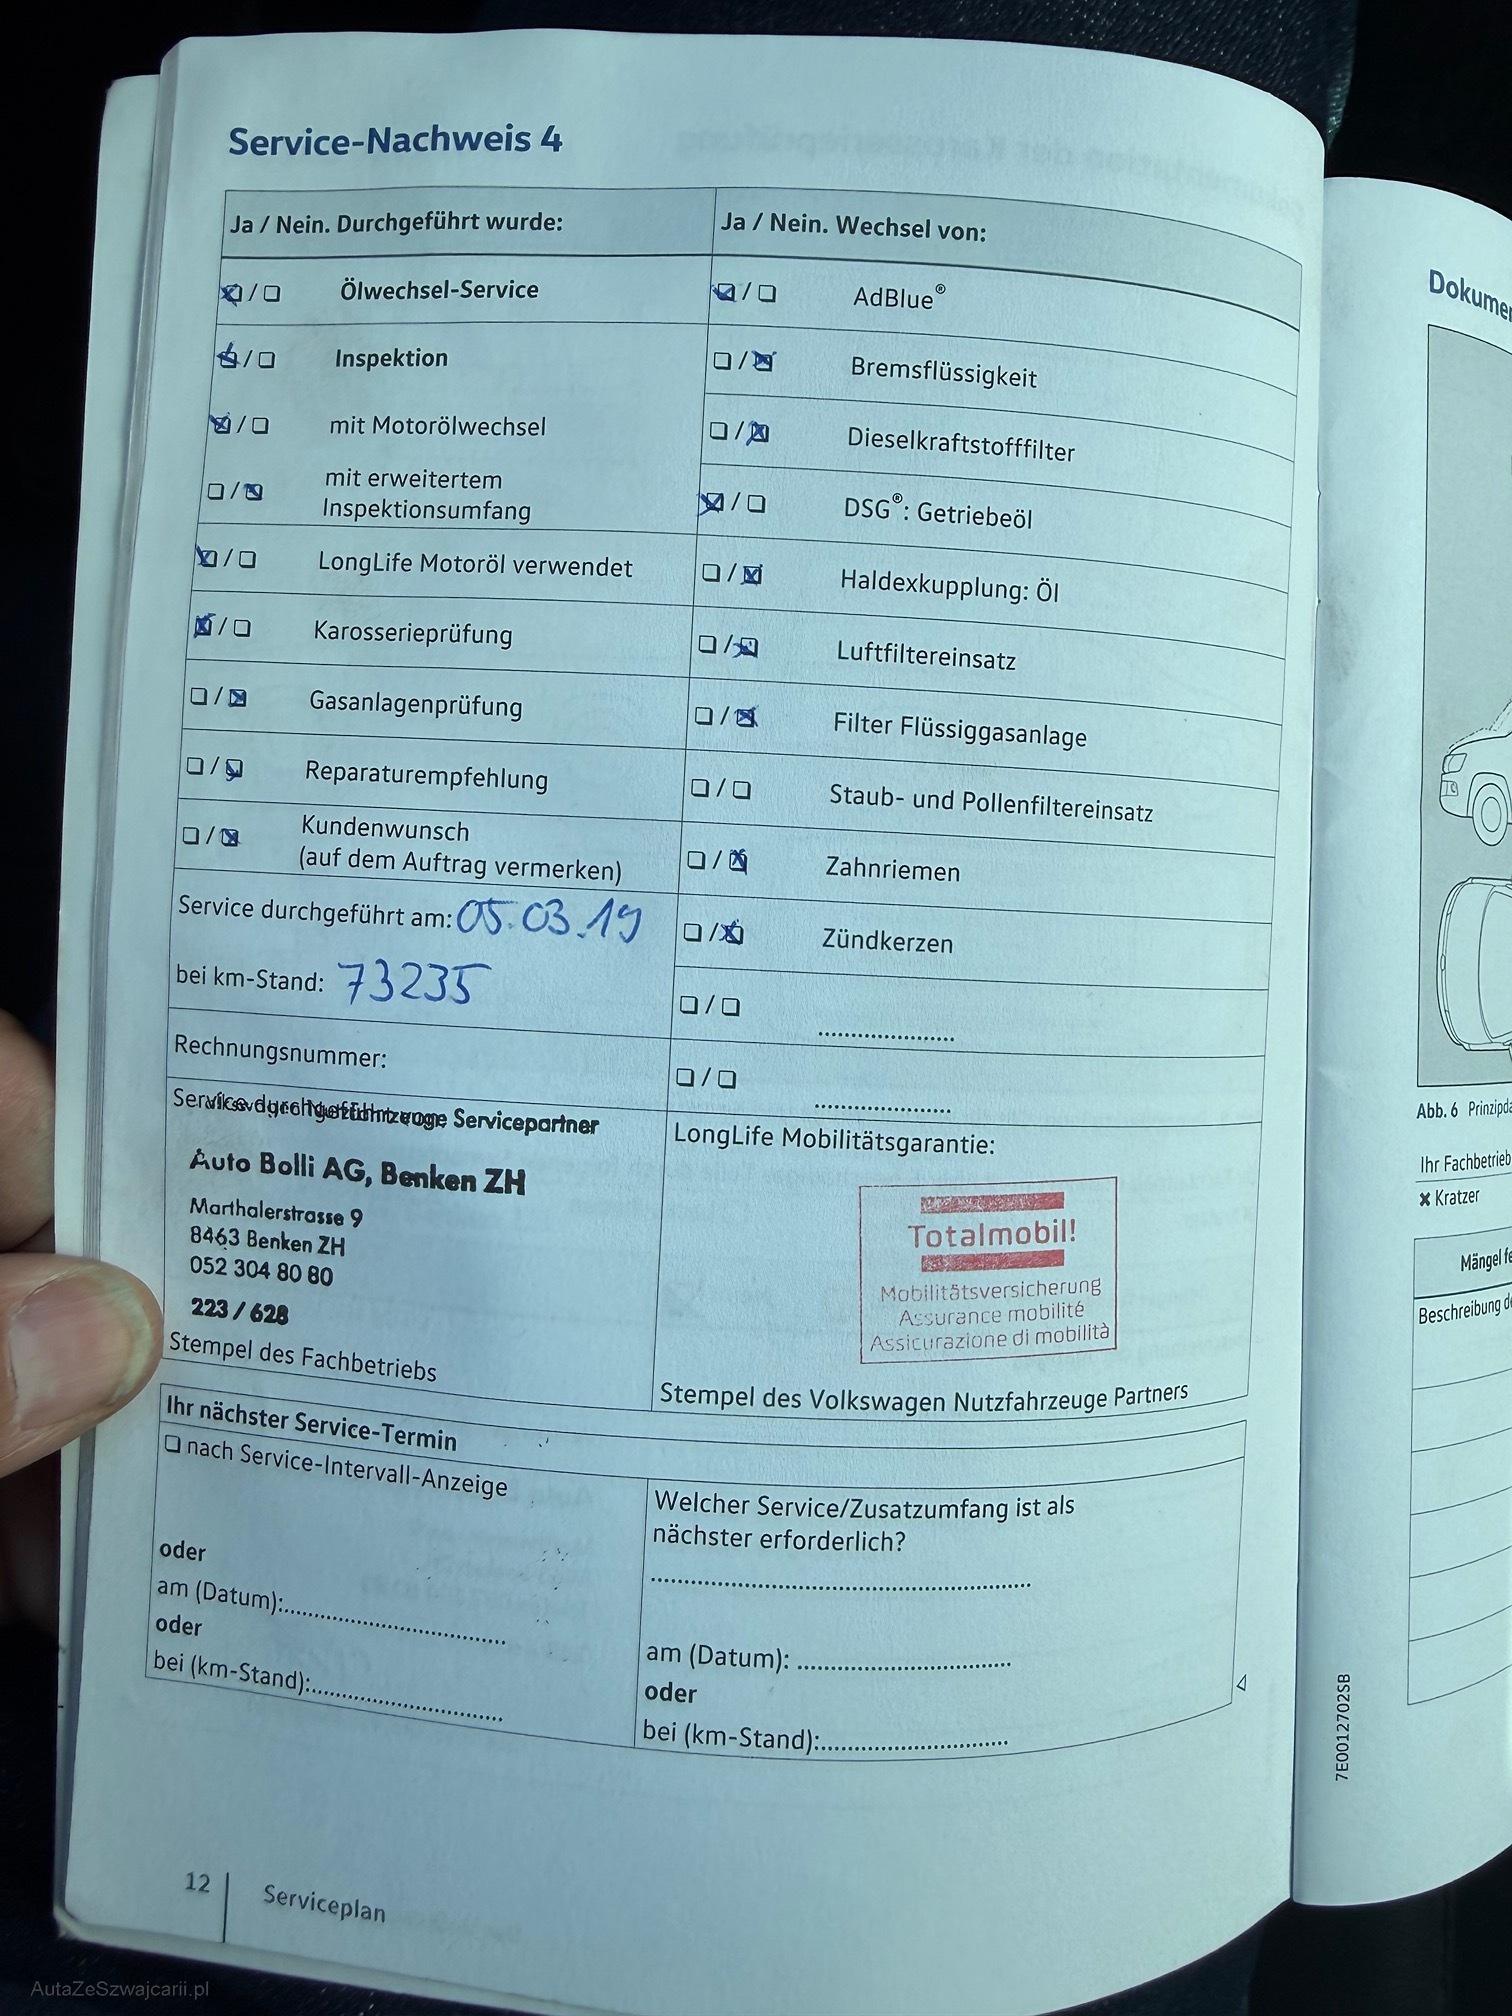 Service-Nachweis 4
Ja / Nein. Durchgeführt wurde:
☒ / ☐ Ölwechsel-Service
☒ / ☐ Inspektion
☒ / ☐ mit Motorölwechsel
☐ / ☒ mit erweitertem
Inspektionsumfang
☒ / ☐ LongLife Motoröl verwendet
☒ / ☐ Karosserieprüfung
☐ / ☒ Gasanlagenprüfung
☐ / ☒ Reparaturempfehlung
☐ / ☒ Kundenwunsch
(auf dem Auftrag vermerken)
Service durchgeführt am: 05.03.19
bei km-Stand: 73235
Rechnungsnummer:
Service durchgeführt von:
Servicepartner
Auto Bolli AG, Benken ZH
Marthalerstrasse 9
8463 Benken ZH
052 304 80 80
223 / 628
Stempel des Fachbetriebs
Ja / Nein. Wechsel von:
☒ / ☐ AdBlue®
☐ / ☒ Bremsflüssigkeit
☐ / ☒ Dieselkraftstofffilter
☒ / ☐ DSG®: Getriebeöl
☐ / ☒ Haldexkupplung: Öl
☐ / ☒ Luftfiltereinsatz
☐ / ☒ Filter Flüssiggasanlage
☐ / ☐ Staub- und Pollenfiltereinsatz
☐ / ☒ Zahnriemen
☐ / ☒ Zündkerzen
☐ / ☐ ....................
☐ / ☐ ....................
LongLife Mobilitätsgarantie:
Totalmobil!
Mobilitätsversicherung
Assurance mobilité
Assicurazione di mobilità
Stempel des Volkswagen Nutzfahrzeuge Partners
Ihr nächster Service-Termin
☐ nach Service-Intervall-Anzeige
oder
am (Datum):..............................
oder
bei (km-Stand):..............................
Welcher Service/Zusatzumfang ist als
nächster erforderlich?
..................................................
am (Datum): ..............................
oder
bei (km-Stand):..............................
12 Serviceplan
Abb. 6
Ihr Fachbetrieb
✖ Kratzer
Mängel
Beschreibung
7E0012702SB
AutaZeSzwajcarii.pl